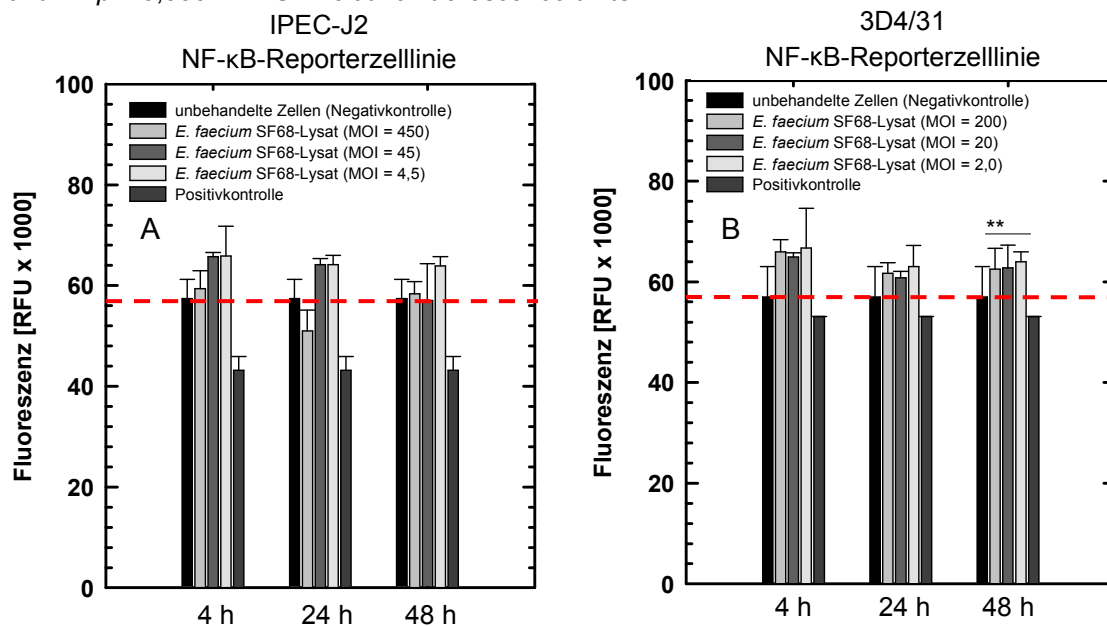 IPEC-J2
NF-κB-Reporterzelllinie
Fluoreszenz [RFU x 1000]
100
80
60
40
20
0
unbehandelte Zellen (Negativkontrolle)
E. faecium SF68-Lysat (MOI = 450)
E. faecium SF68-Lysat (MOI = 45)
E. faecium SF68-Lysat (MOI = 4,5)
Positivkontrolle
A
4 h 24 h 48 h
3D4/31
NF-κB-Reporterzelllinie
Fluoreszenz [RFU x 1000]
100
80
60
40
20
0
unbehandelte Zellen (Negativkontrolle)
E. faecium SF68-Lysat (MOI = 200)
E. faecium SF68-Lysat (MOI = 20)
E. faecium SF68-Lysat (MOI = 2,0)
Positivkontrolle
B
**
4 h 24 h 48 h